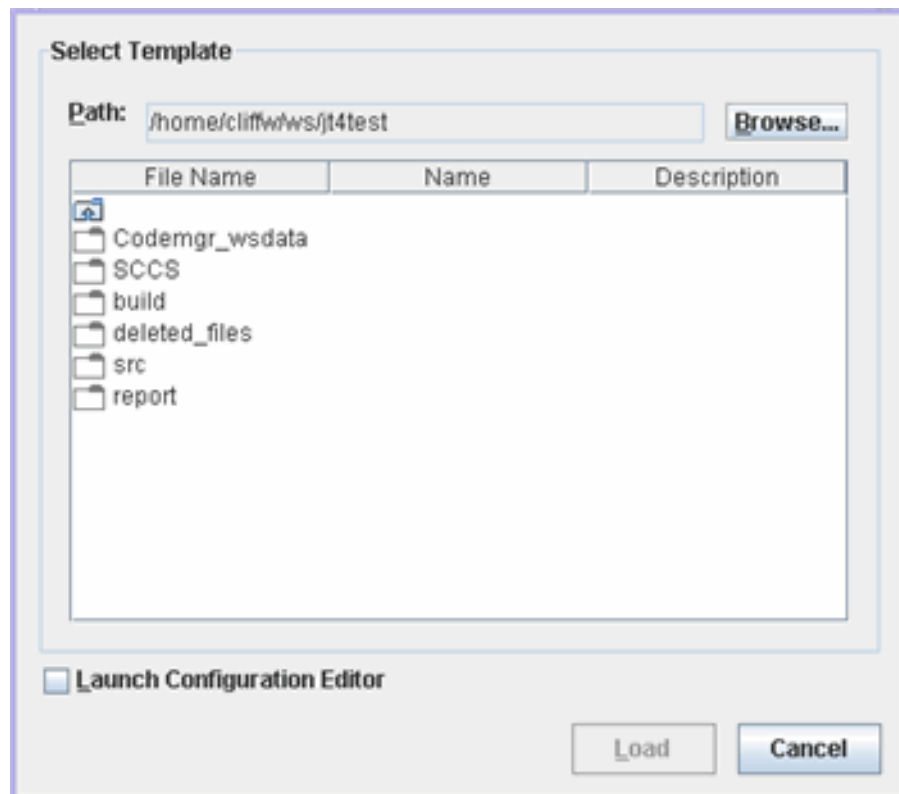 Select Template
Path: /home/cliffw/ws/jt4test Browse...
File Name Name Description
Codemgr_wsdata
SCCS
build
deleted_files
src
report
Launch Configuration Editor
Load Cancel